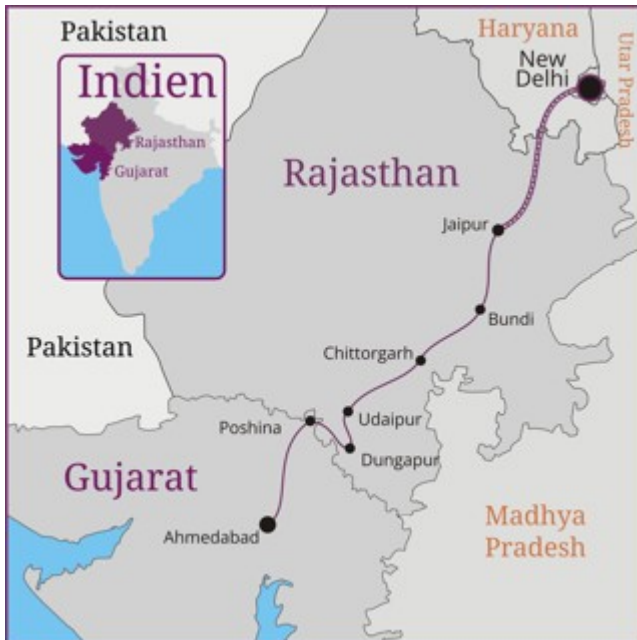 Pakistan
Haryana
Utar Pradesh
New
Delhi
Indien
Rajasthan
Gujarat
Rajasthan
Jaipur
Bundi
Pakistan
Chittorgarh
Udaipur
Poshina
Dungapur
Gujarat
Ahmedabad
Madhya
Pradesh